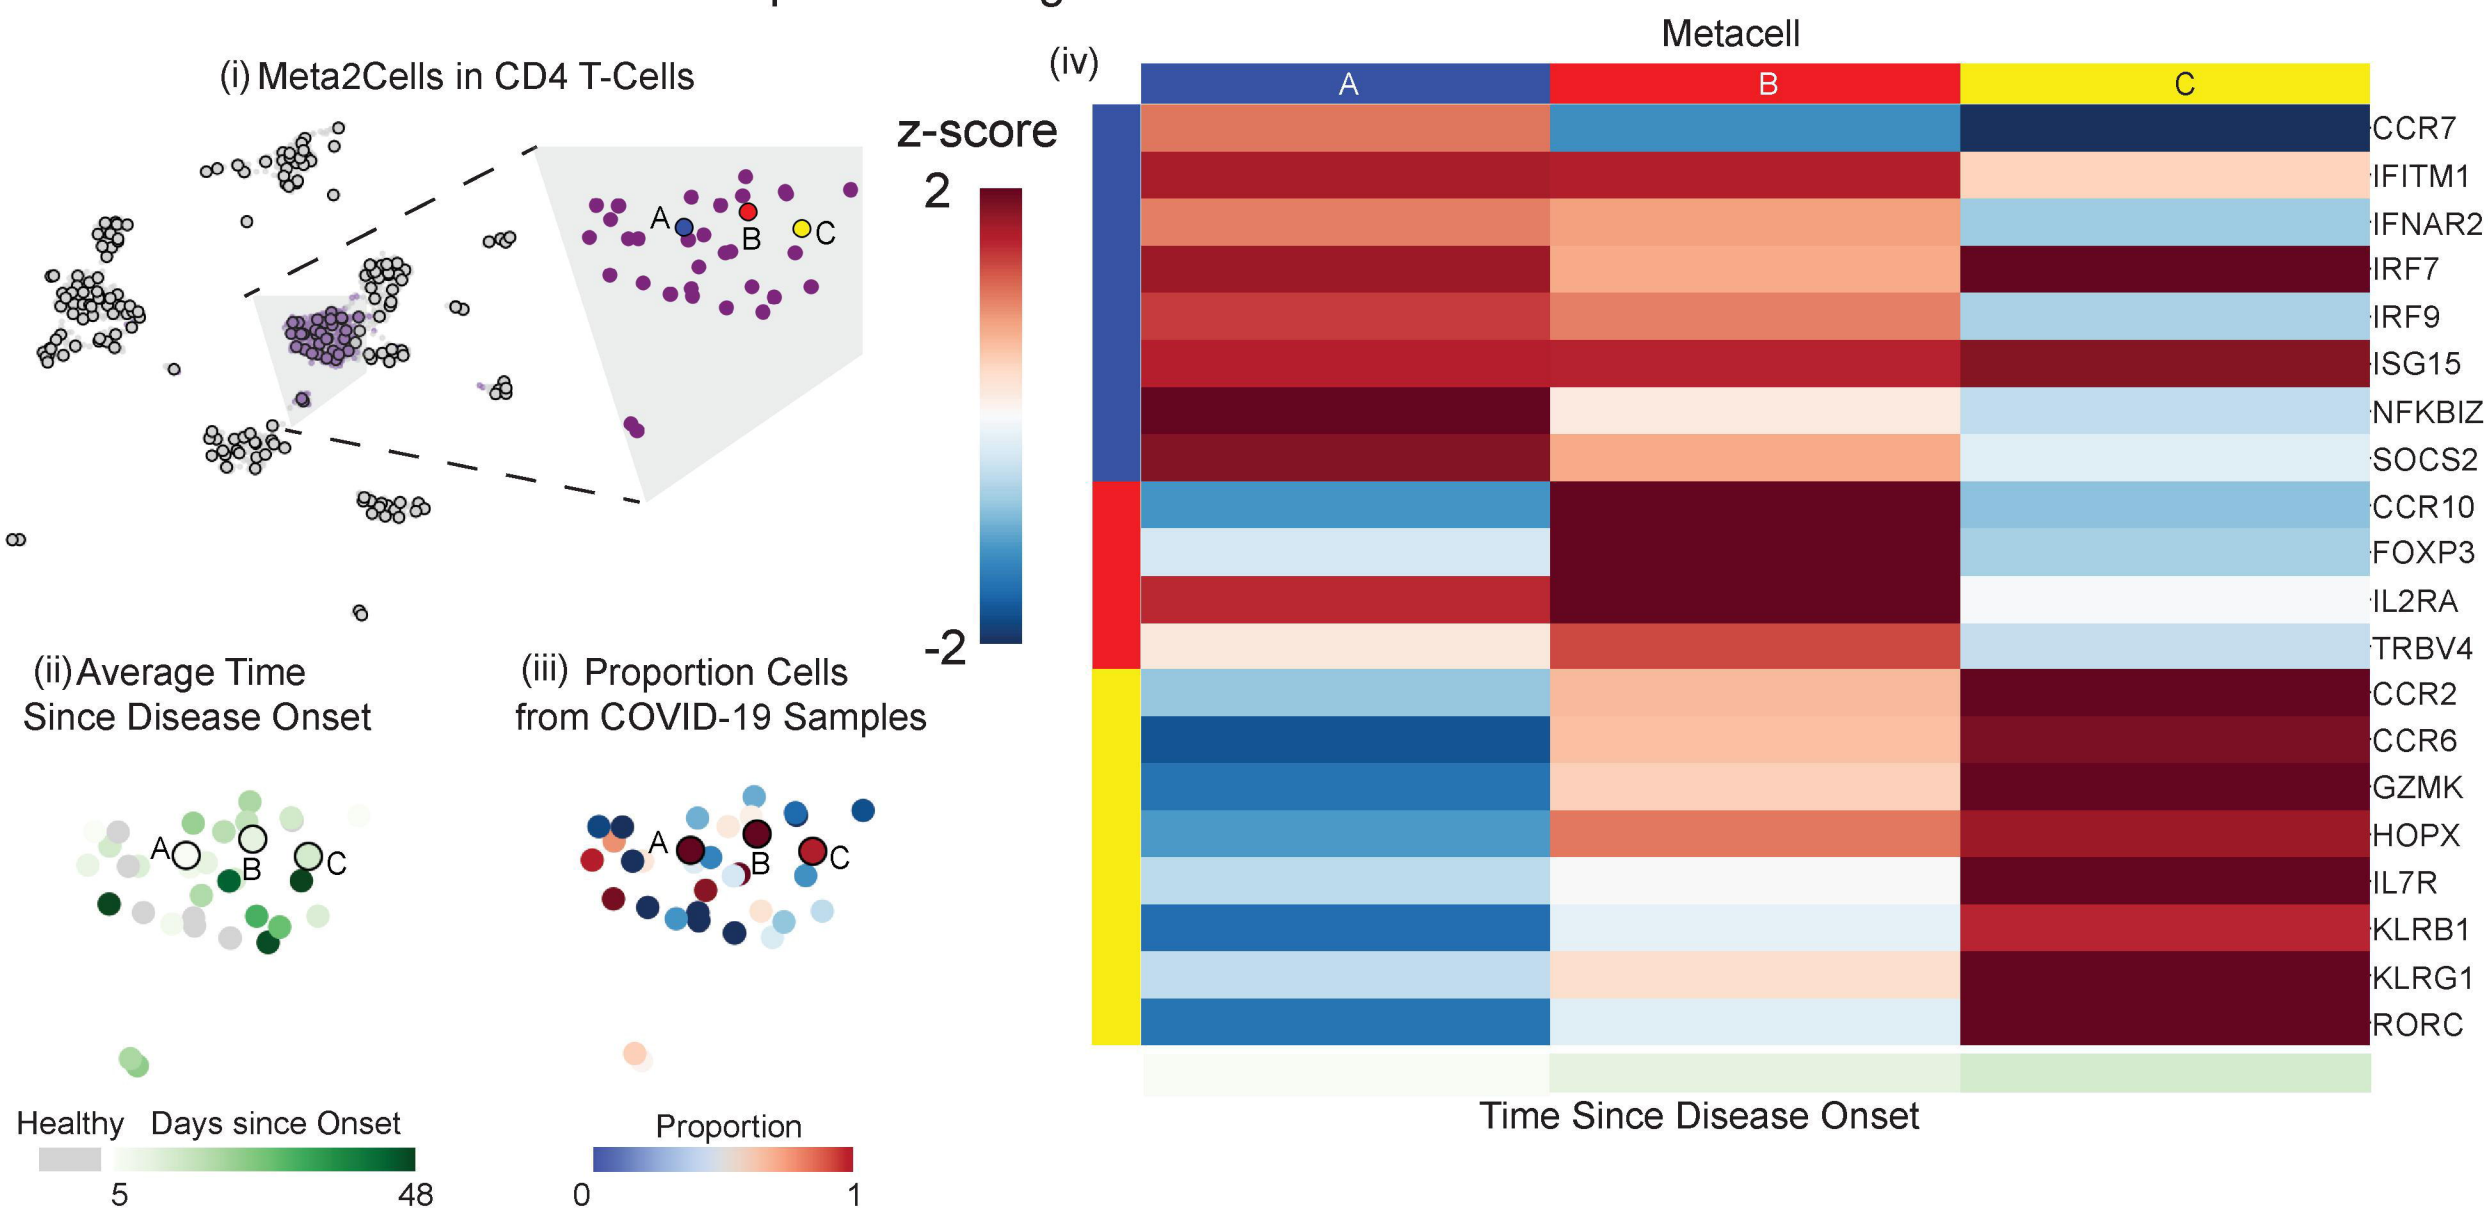 (i) Meta2Cells in CD4 T-Cells
A
B
C
z-score
2
-2
(ii) Average Time
Since Disease Onset
A
B
C
Healthy
Days since Onset
5
48
(iii) Proportion Cells
from COVID-19 Samples
A
B
C
Proportion
0
1
(iv)
Metacell
A
B
C
CCR7
IFITM1
IFNAR2
IRF7
IRF9
ISG15
NFKBIZ
SOCS2
CCR10
FOXP3
IL2RA
TRBV4
CCR2
CCR6
GZMK
HOPX
IL7R
KLRB1
KLRG1
RORC
Time Since Disease Onset